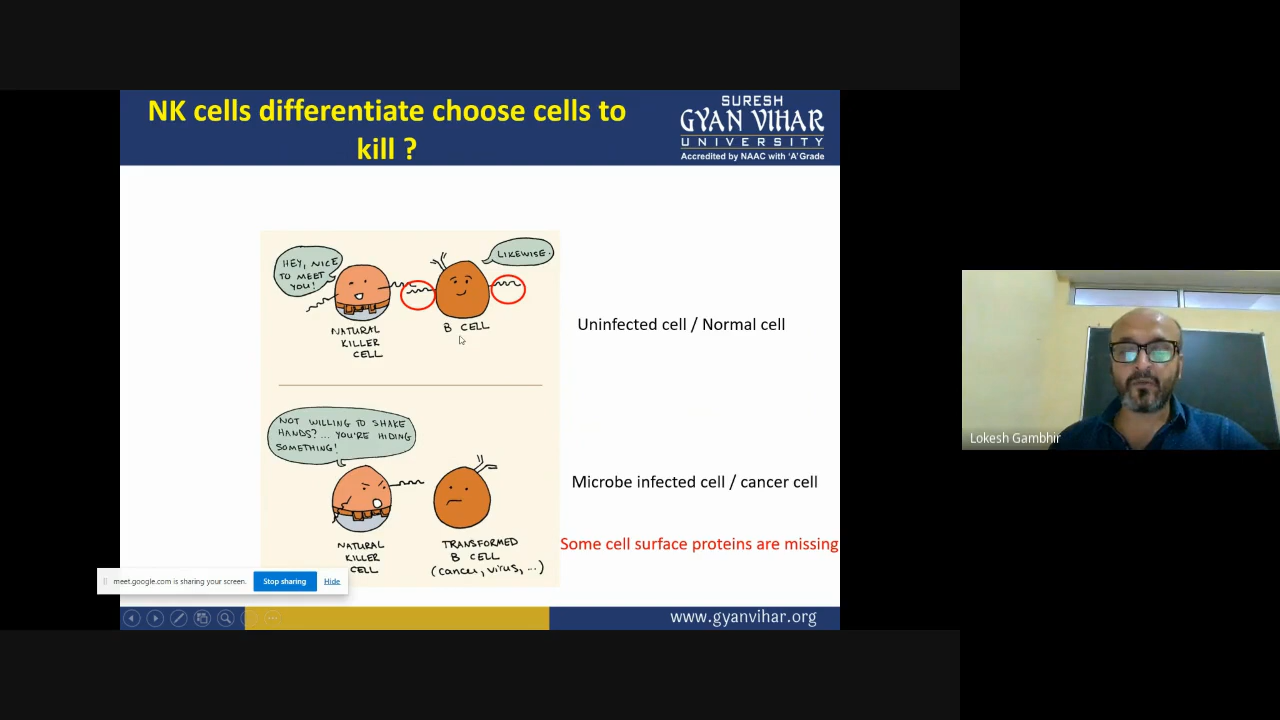 NK cells differentiate choose cells to
kill ?
SURESH
GYAN VIHAR
UNIVERSITY
Accredited by NAAC with 'A' Grade
HEY, NICE
TO MEET
YOU!
LIKEWISE.
NATURAL
KILLER
CELL
B CELL
Uninfected cell / Normal cell
NOT WILLING TO SHAKE
HANDS?... YOU'RE HIDING
SOMETHING!
Microbe infected cell / cancer cell
NATURAL
KILLER
CELL
TRANSFORMED
B CELL
(cancer, virus, ...)
Some cell surface proteins are missing
meet.google.com is sharing your screen.
Stop sharing
Hide
www.gyanvihar.org
Lokesh Gambhir